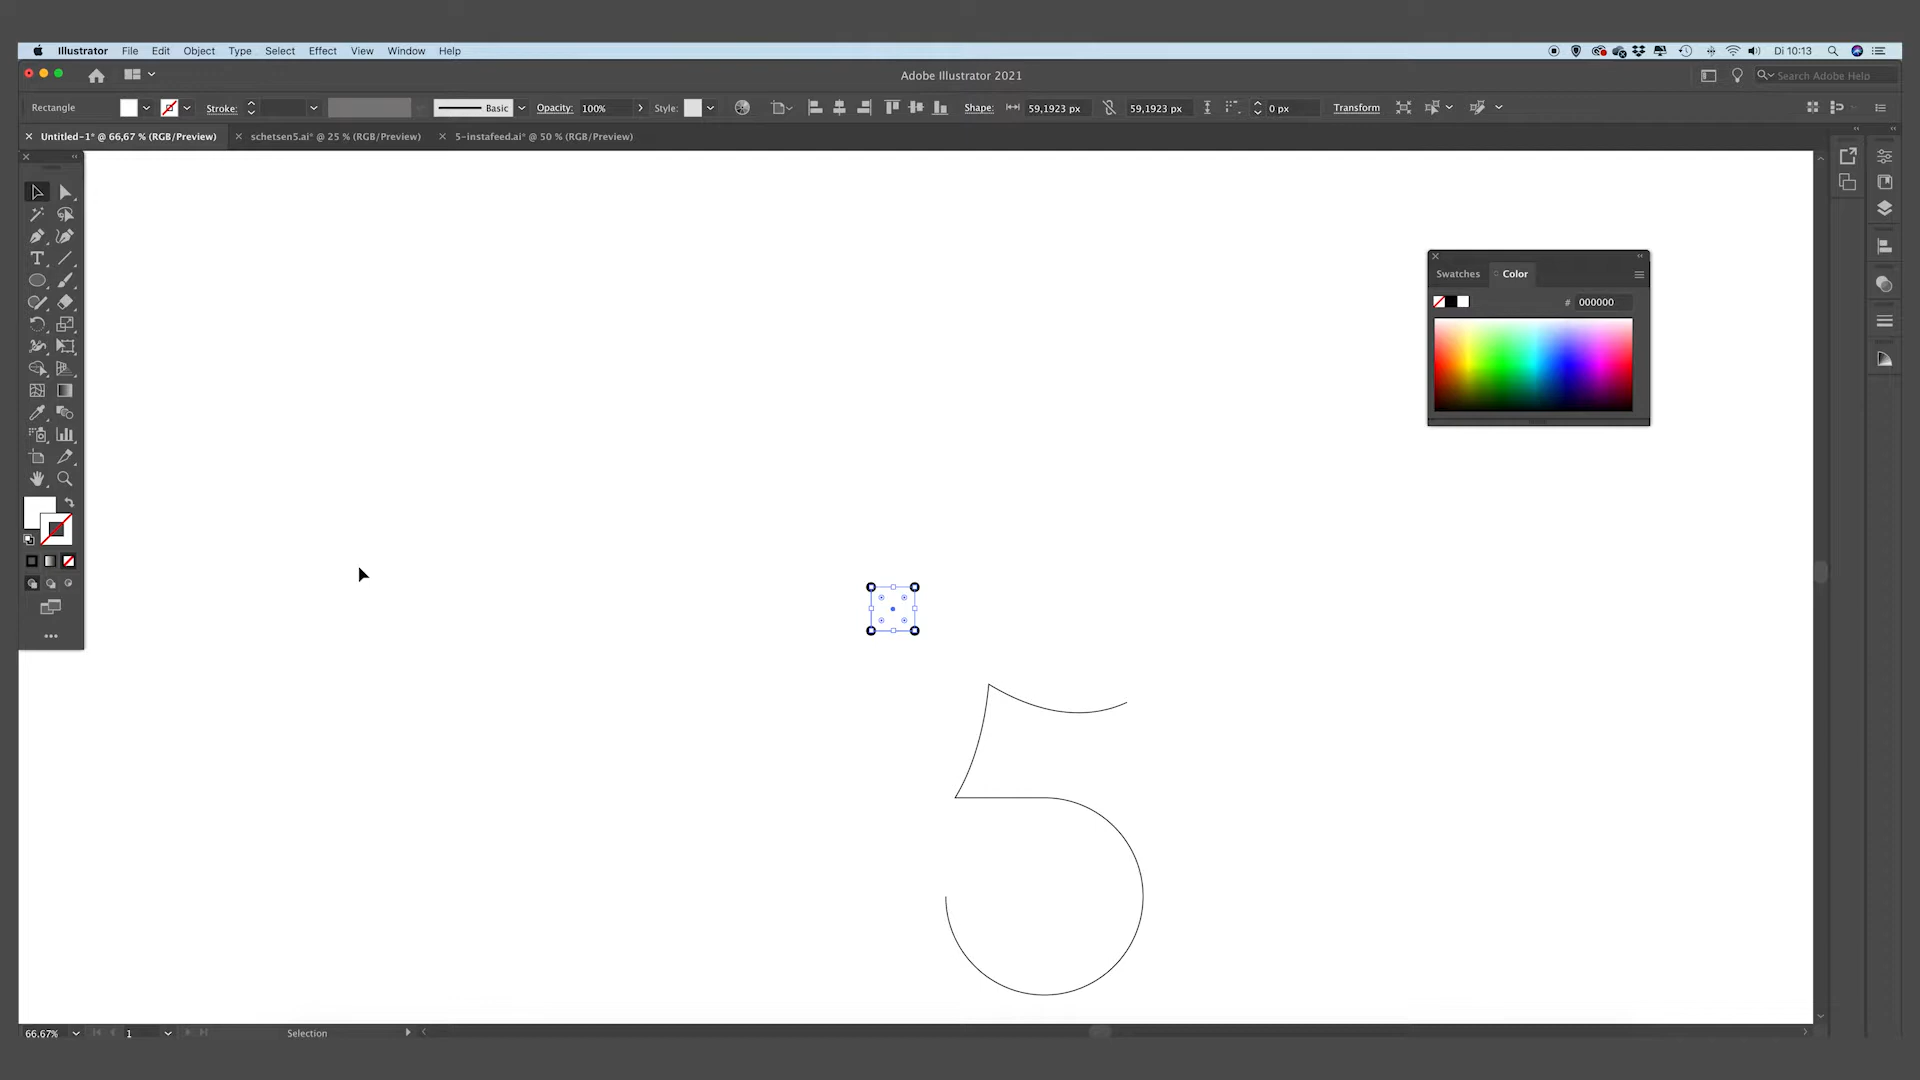 Illustrator File Edit Object Type Select Effect View Window Help Di 10:13
Adobe Illustrator 2021 Search Adobe Help
Rectangle Stroke: Basic Opacity: 100% Style: Shape: 59,1923 px 59,1923 px 0 px Transform
Untitled-1* @ 66,67 % (RGB/Preview) schetsen5.ai* @ 25 % (RGB/Preview) 5-instafeed.ai* @ 50 % (RGB/Preview)
Swatches Color
# 000000
5
66.67% 1 Selection